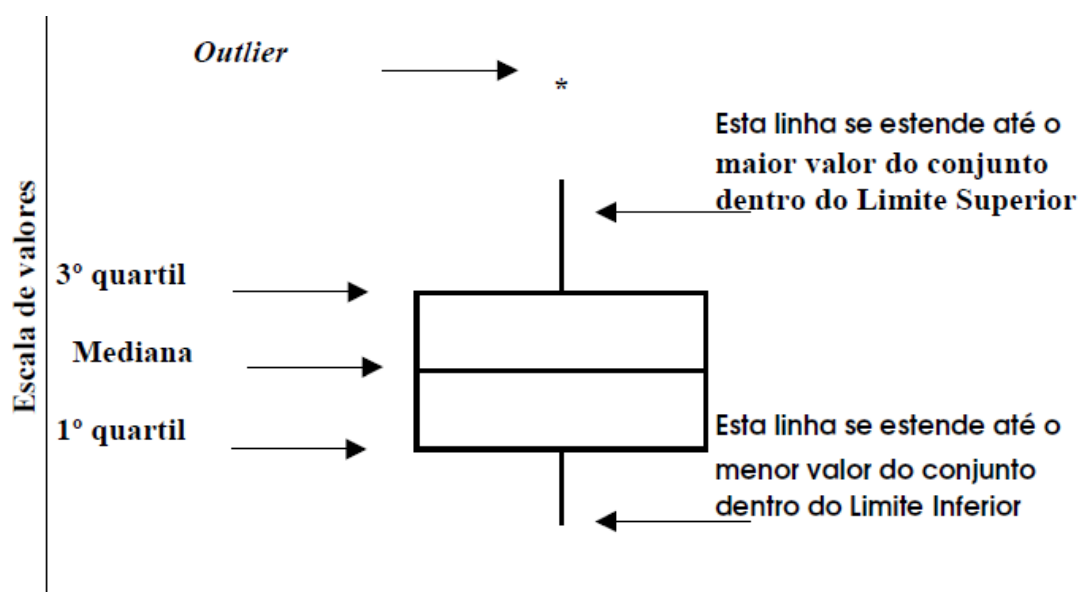 Outlier
*
Esta linha se estende até o
maior valor do conjunto
dentro do Limite Superior
Escala de valores
3º quartil
Mediana
1º quartil
Esta linha se estende até o
menor valor do conjunto
dentro do Limite Inferior